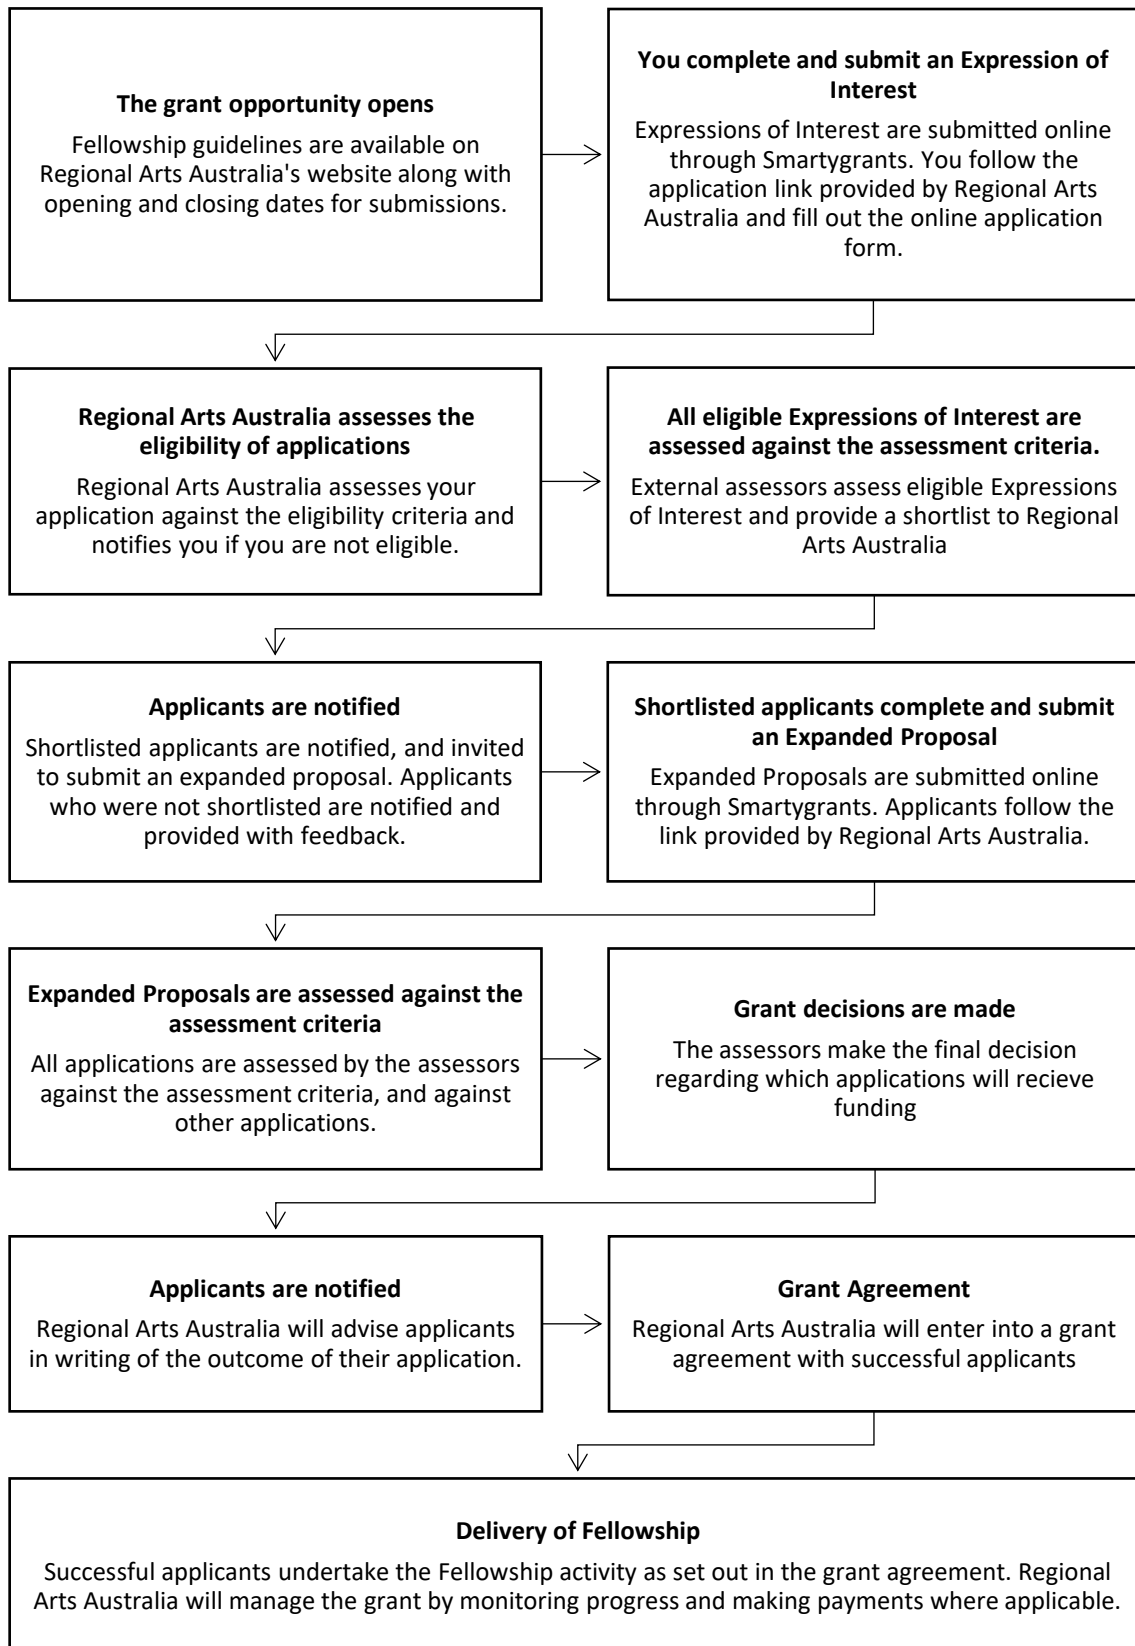 The grant opportunity opens
Fellowship guidelines are available on
Regional Arts Australia's website along with
opening and closing dates for submissions.
You complete and submit an Expression of
Interest
Expressions of Interest are submitted online
through Smartygrants. You follow the
application link provided by Regional Arts
Australia and fill out the online application
form.
Regional Arts Australia assesses the
eligibility of applications
Regional Arts Australia assesses your
application against the eligibility criteria and
notifies you if you are not eligible.
All eligible Expressions of Interest are
assessed against the assessment criteria.
External assessors assess eligible Expressions
of Interest and provide a shortlist to Regional
Arts Australia
Applicants are notified
Shortlisted applicants are notified, and invited
to submit an expanded proposal. Applicants
who were not shortlisted are notified and
provided with feedback.
Shortlisted applicants complete and submit
an Expanded Proposal
Expanded Proposals are submitted online
through Smartygrants. Applicants follow the
link provided by Regional Arts Australia.
Expanded Proposals are assessed against the
assessment criteria
All applications are assessed by the assessors
against the assessment criteria, and against
other applications.
Grant decisions are made
The assessors make the final decision
regarding which applications will recieve
funding
Applicants are notified
Regional Arts Australia will advise applicants
in writing of the outcome of their application.
Grant Agreement
Regional Arts Australia will enter into a grant
agreement with successful applicants
Delivery of Fellowship
Successful applicants undertake the Fellowship activity as set out in the grant agreement. Regional
Arts Australia will manage the grant by monitoring progress and making payments where applicable.